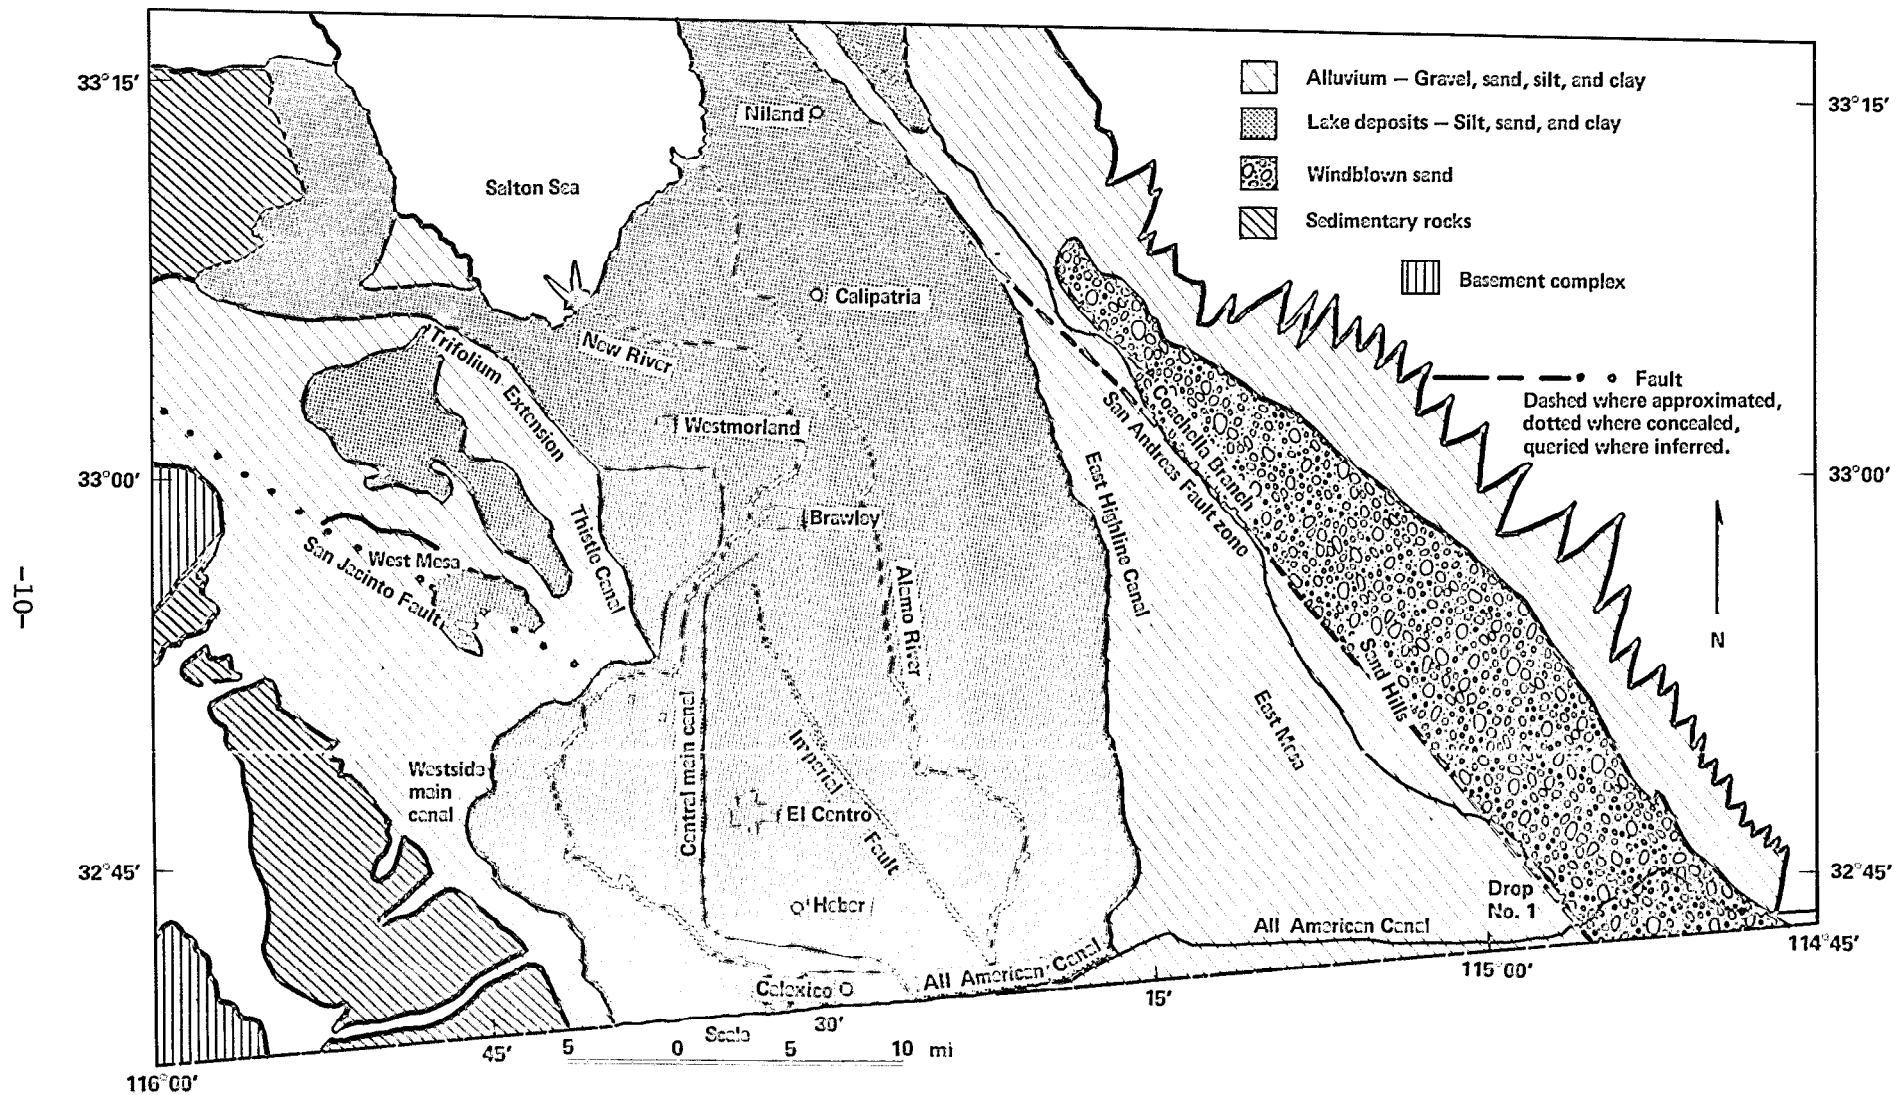 33°15′
33°15′
Alluvium – Gravel, sand, silt, and clay
Lake deposits – Silt, sand, and clay
Windblown sand
Sedimentary rocks
Basement complex
Niland
Salton Sea
Calipatria
New River
Trifolium Extension
Westmorland
Fault
Dashed where approximated,
dotted where concealed,
queried where inferred.
Coachella Branch
San Andreas Fault zone
East Highline Canal
33°00′
33°00′
Brawley
Thistle Canal
West Mesa
San Jacinto Fault
Alamo River
N
–10–
Sand Hills
East Mesa
Central main canal
Imperial Fault
Westside
main
canal
El Centro
32°45′
32°45′
Heber
Drop
No. 1
All American Canal
All American Canal
114°45′
115°00′
Calexico
15′
30′
45′
Scale
5 0 5 10 mi
116°00′